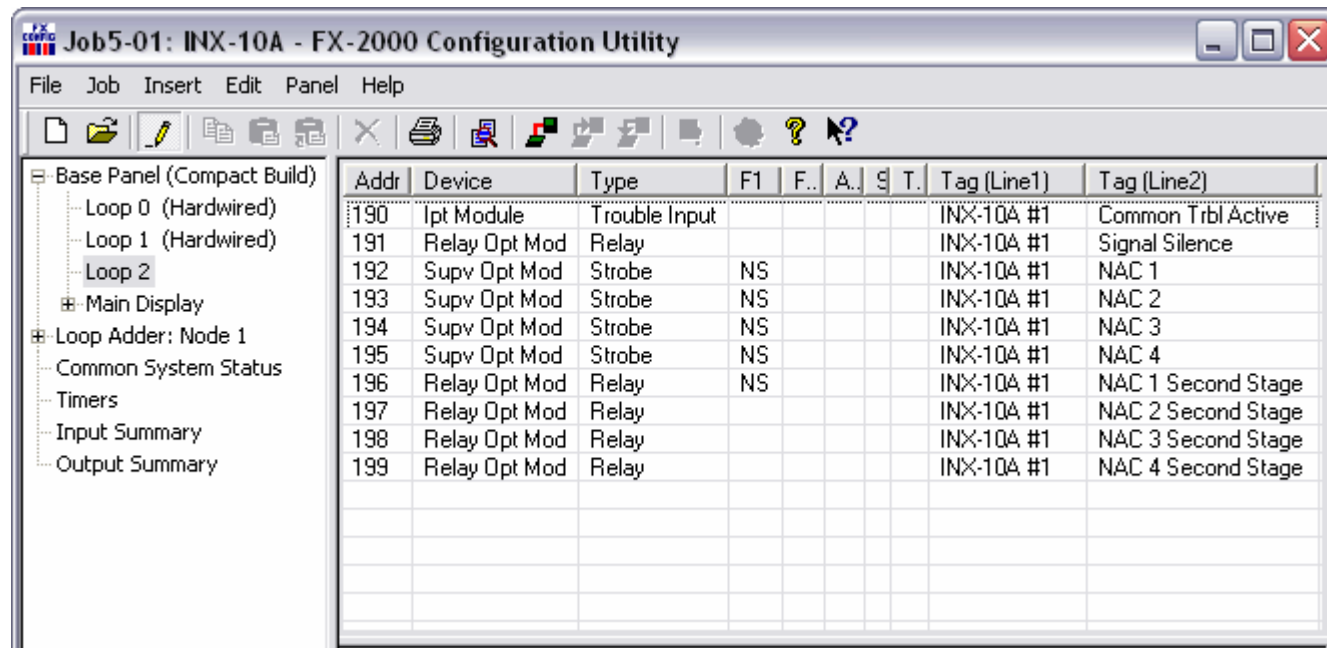 FX CONFIG Job5-01: INX-10A - FX-2000 Configuration Utility
File Job Insert Edit Panel Help
Base Panel (Compact Build)
Loop 0 (Hardwired)
Loop 1 (Hardwired)
Loop 2
Main Display
Loop Adder: Node 1
Common System Status
Timers
Input Summary
Output Summary
Addr Device Type F1 F.. A.. S T. Tag (Line1) Tag (Line2)
190 Ipt Module Trouble Input INX-10A #1 Common Trbl Active
191 Relay Opt Mod Relay INX-10A #1 Signal Silence
192 Supv Opt Mod Strobe NS INX-10A #1 NAC 1
193 Supv Opt Mod Strobe NS INX-10A #1 NAC 2
194 Supv Opt Mod Strobe NS INX-10A #1 NAC 3
195 Supv Opt Mod Strobe NS INX-10A #1 NAC 4
196 Relay Opt Mod Relay NS INX-10A #1 NAC 1 Second Stage
197 Relay Opt Mod Relay INX-10A #1 NAC 2 Second Stage
198 Relay Opt Mod Relay INX-10A #1 NAC 3 Second Stage
199 Relay Opt Mod Relay INX-10A #1 NAC 4 Second Stage